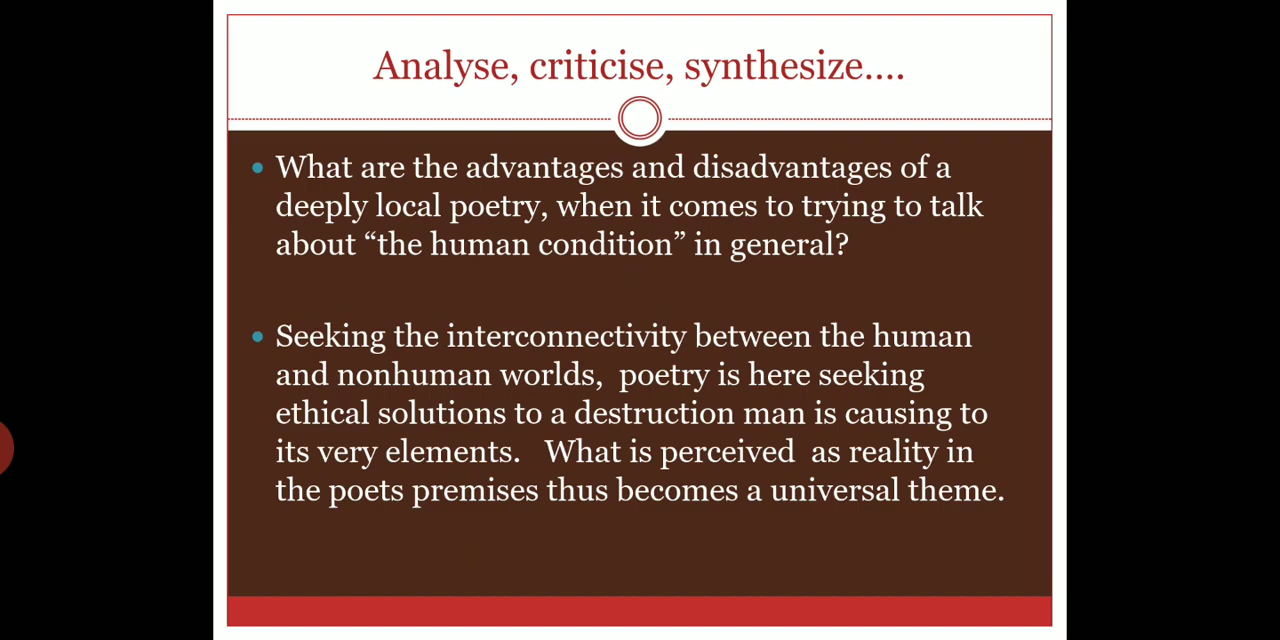 Analyse, criticise, synthesize....
What are the advantages and disadvantages of a
deeply local poetry, when it comes to trying to talk
about “the human condition” in general?
Seeking the interconnectivity between the human
and nonhuman worlds,  poetry is here seeking
ethical solutions to a destruction man is causing to
its very elements.   What is perceived  as reality in
the poets premises thus becomes a universal theme.